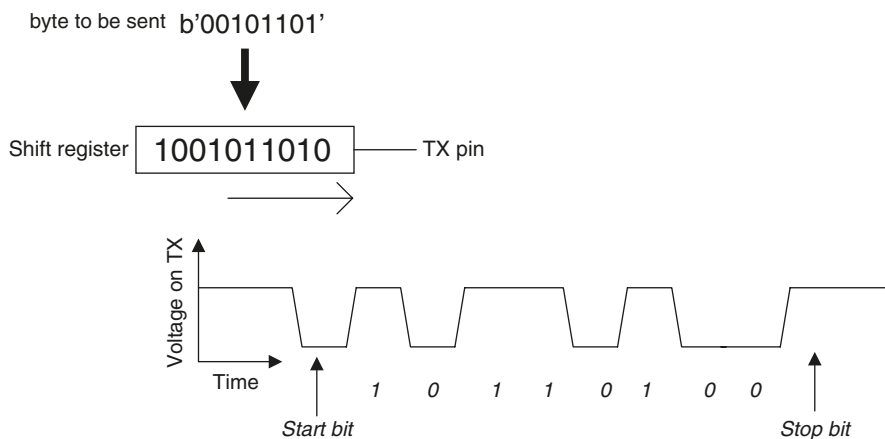 byte to be sent b'00101101'
Shift register 1001011010 TX pin
Voltage on TX
Time
1 0 1 1 0 1 0 0
Start bit Stop bit